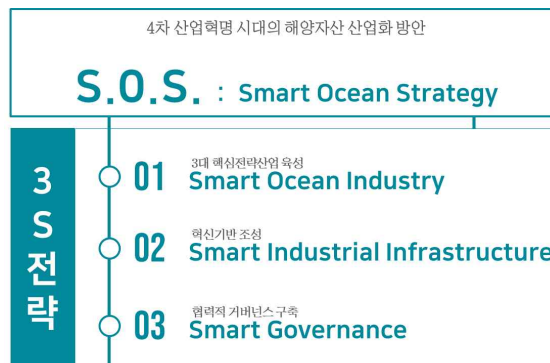 4차 산업혁명 시대의 해양자산 산업화 방안
S.O.S. : Smart Ocean Strategy
3S전략
01 3대 핵심전략산업 육성
Smart Ocean Industry
02 혁신기반 조성
Smart Industrial Infrastructure
03 협력적 거버넌스 구축
Smart Governance